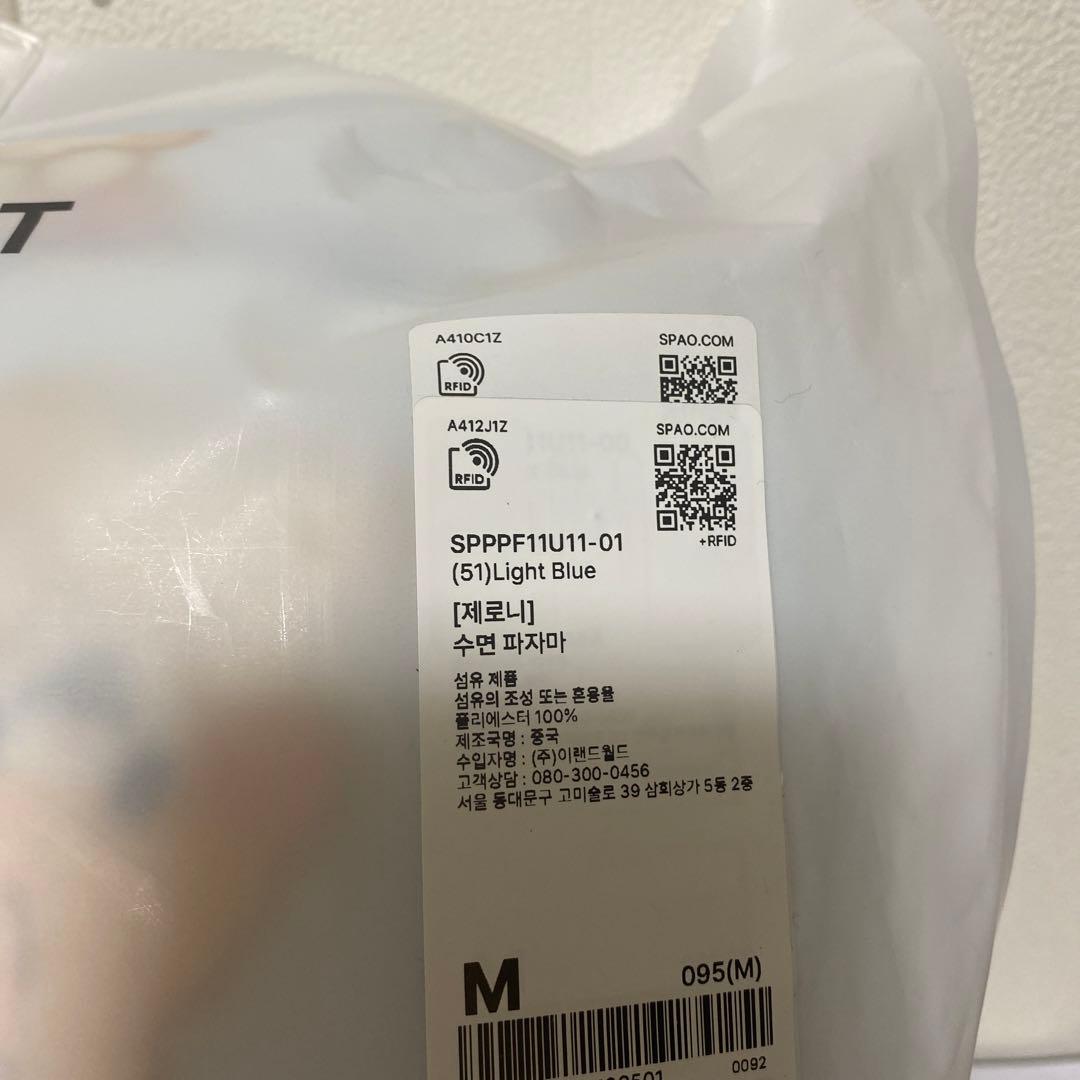 T
A410C1Z
SPAO.COM
RFID
A412J1Z
SPAO.COM
RFID
+RFID
SPPPF11U11-01
(51)Light Blue
[제로니]
수면 파자마
섬유 제품
섬유의 조성 또는 혼용율
폴리에스터 100%
제조국명 : 중국
수입자명 : (주)이랜드월드
고객상담 : 080-300-0456
서울 동대문구 고미술로 39 삼희상가 5동 2층
M
095(M)
0092